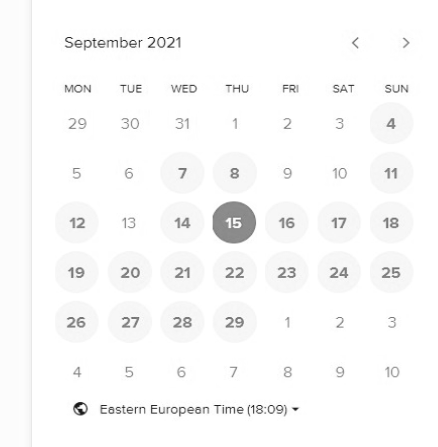 September 2021
MON TUE WED THU FRI SAT SUN
29 30 31 1 2 3 4
5 6 7 8 9 10 11
12 13 14 15 16 17 18
19 20 21 22 23 24 25
26 27 28 29 1 2 3
4 5 6 7 8 9 10
Eastern European Time (18:09)